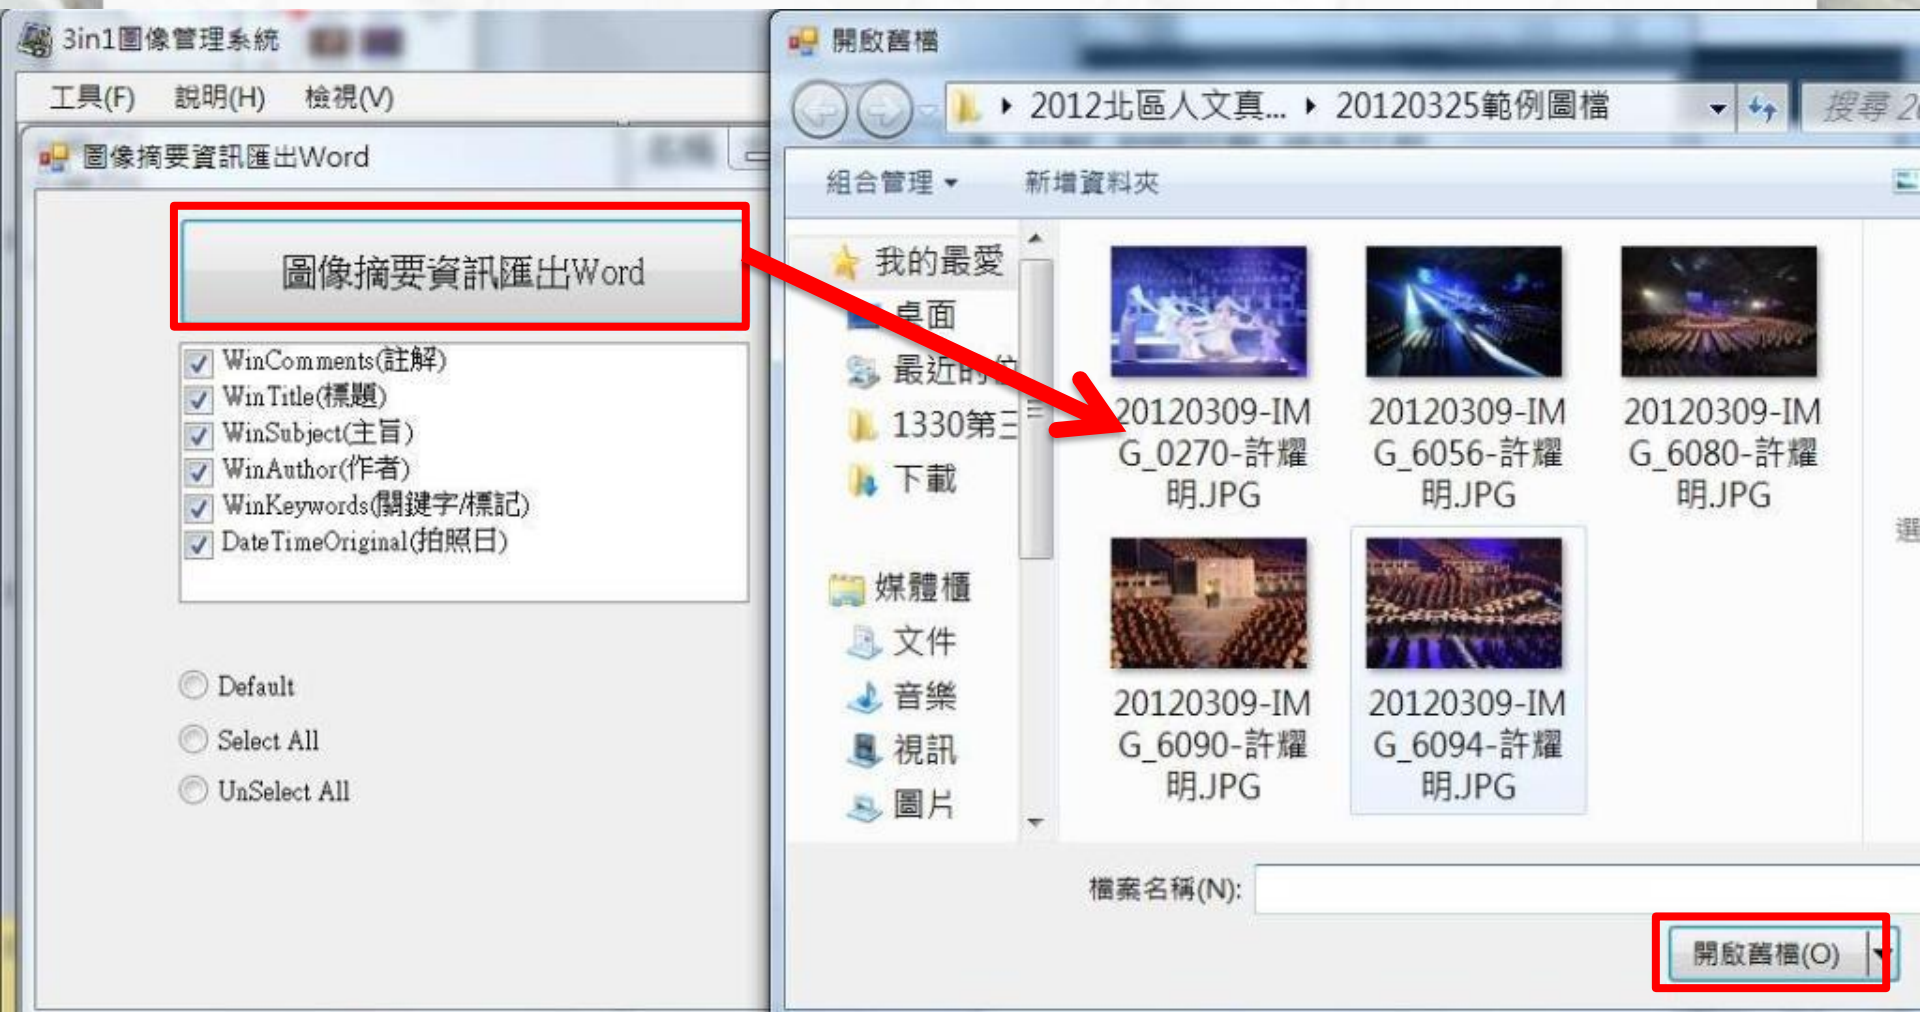 3in1圖像管理系統
工具(F) 說明(H) 檢視(V)
圖像摘要資訊匯出Word
圖像摘要資訊匯出Word
WinComments(註解)
WinTitle(標題)
WinSubject(主旨)
WinAuthor(作者)
WinKeywords(關鍵字/標記)
DateTimeOriginal(拍照日)
Default
Select All
UnSelect All
開啟舊檔
2012北區人文真... 20120325範例圖檔
搜尋 20
組合管理 新增資料夾
我的最愛
桌面
最近的位
1330第三
下載
媒體櫃
文件
音樂
視訊
圖片
20120309-IM
G_0270-許耀
明.JPG
20120309-IM
G_6056-許耀
明.JPG
20120309-IM
G_6080-許耀
明.JPG
20120309-IM
G_6090-許耀
明.JPG
20120309-IM
G_6094-許耀
明.JPG
選
檔案名稱(N):
開啟舊檔(O)